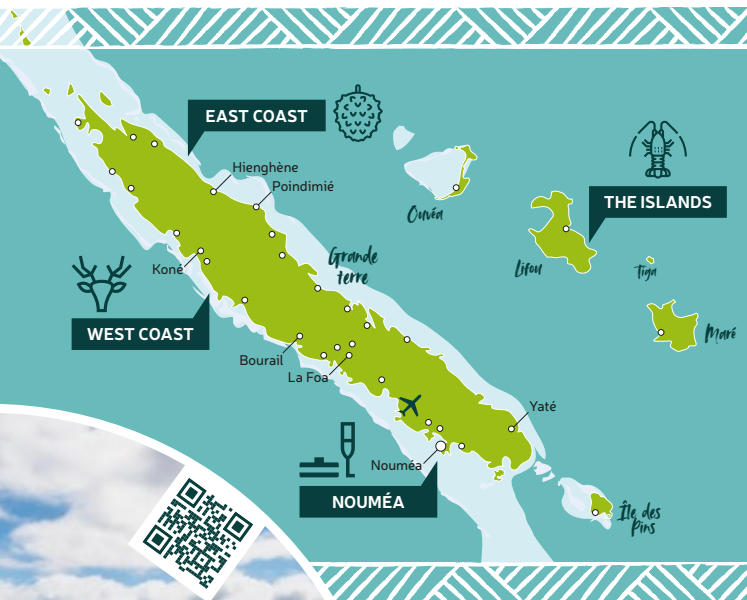 EAST COAST
Hienghène
Poindimié
Ouvéa
THE ISLANDS
Grande
terre
Lifou
Tiga
Koné
WEST COAST
Maré
Bourail
La Foa
Yaté
Nouméa
NOUMÉA
Île des
Pins